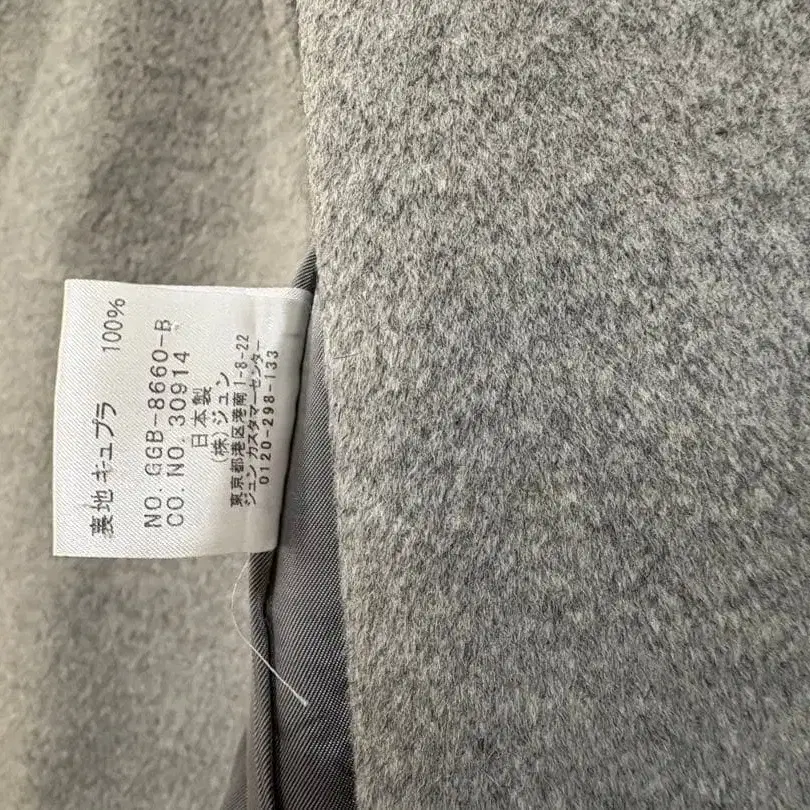 裏地 キュプラ 100%
NO. GGB-8660-B
CO. NO. 30914
日本製
(株)ジュン
東京都港区港南1-8-22
ジュン カスタマーセンター
0120-298-133